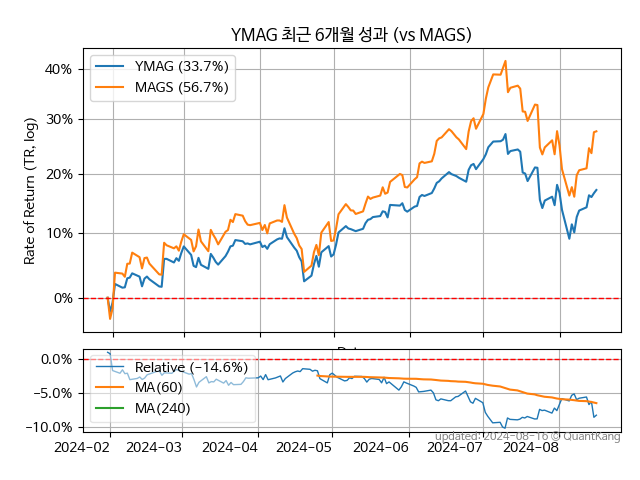 YMAG 최근 6개월 성과 (vs MAGS)
YMAG (33.7%)
MAGS (56.7%)
Rate of Return (TR, log)
40%
30%
20%
10%
0%
Relative (−14.6%)
MA(60)
MA(240)
0.0%
−5.0%
−10.0%
2024−02
2024−03
2024−04
2024−05
2024−06
2024−07
2024−08
updated: 2024−08−16 © QuantKang